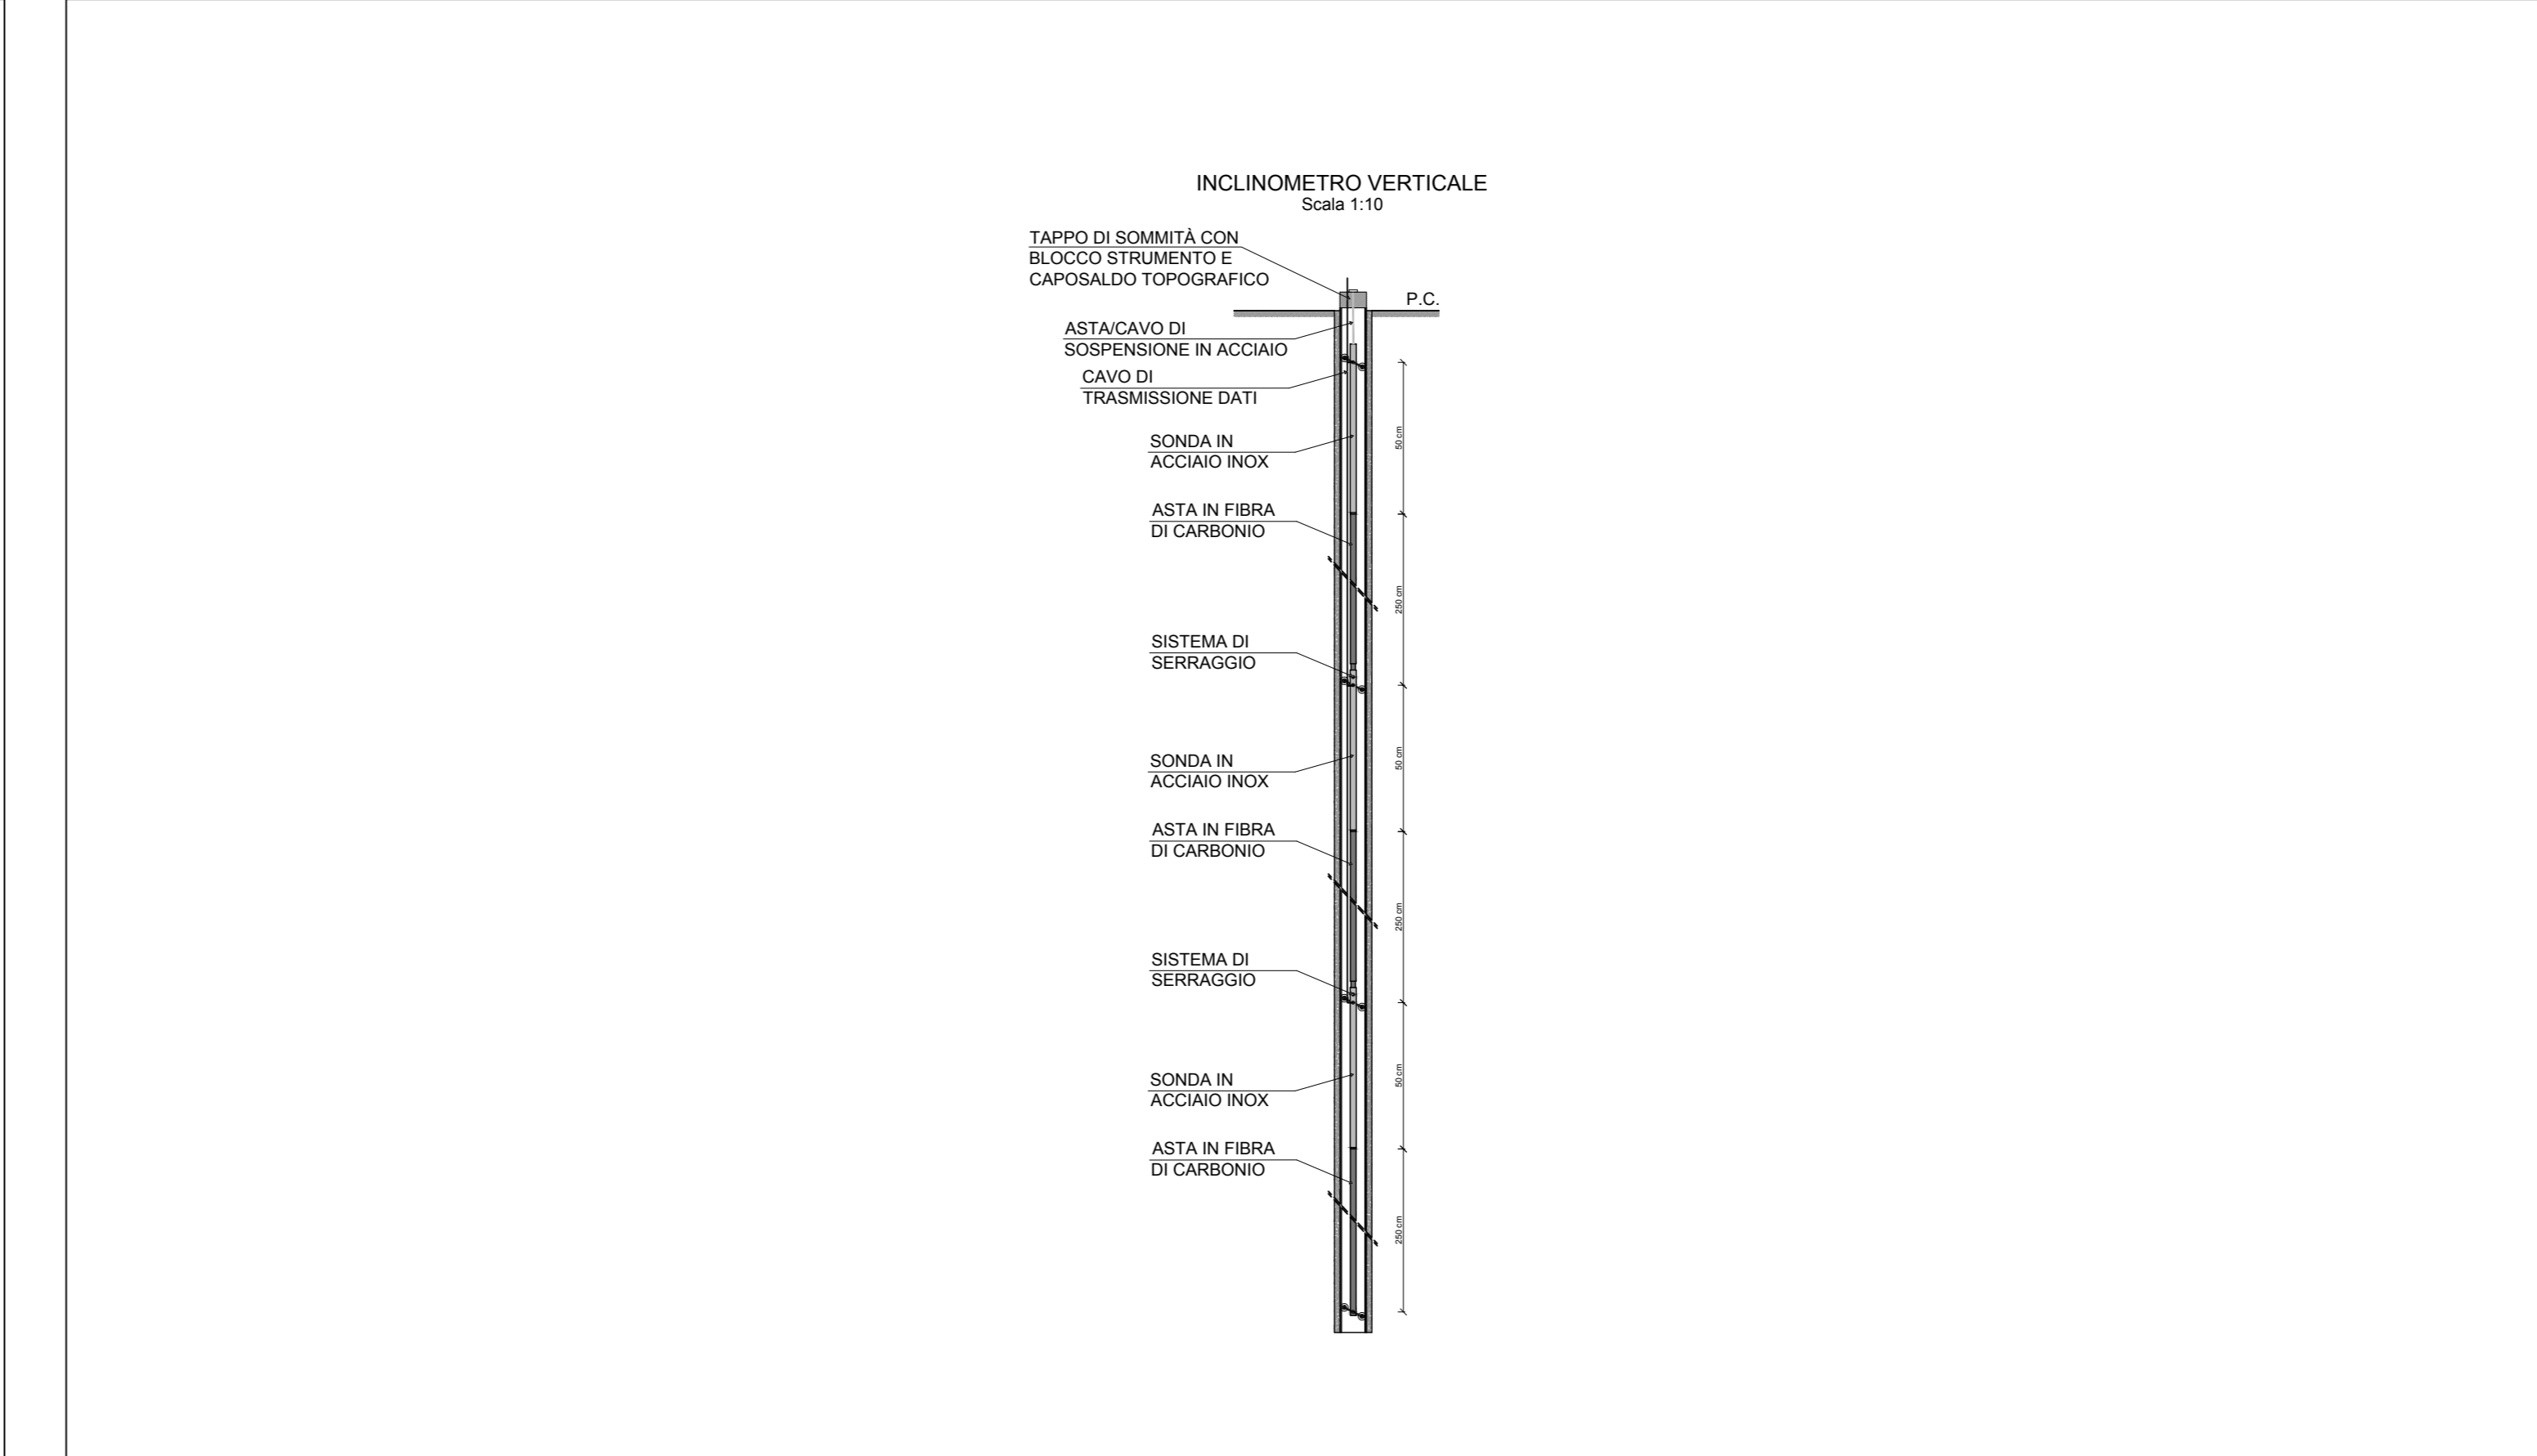 INCLINOMETRO VERTICALE
Scala 1:10
TAPPO DI SOMMITÀ CON
BLOCCO STRUMENTO E
CAPOSALDO TOPOGRAFICO
P.C.
ASTA/CAVO DI
SOSPENSIONE IN ACCIAIO
CAVO DI
TRASMISSIONE DATI
SONDA IN
ACCIAIO INOX
50 cm
ASTA IN FIBRA
DI CARBONIO
250 cm
SISTEMA DI
SERRAGGIO
SONDA IN
ACCIAIO INOX
50 cm
ASTA IN FIBRA
DI CARBONIO
250 cm
SISTEMA DI
SERRAGGIO
SONDA IN
ACCIAIO INOX
50 cm
ASTA IN FIBRA
DI CARBONIO
250 cm